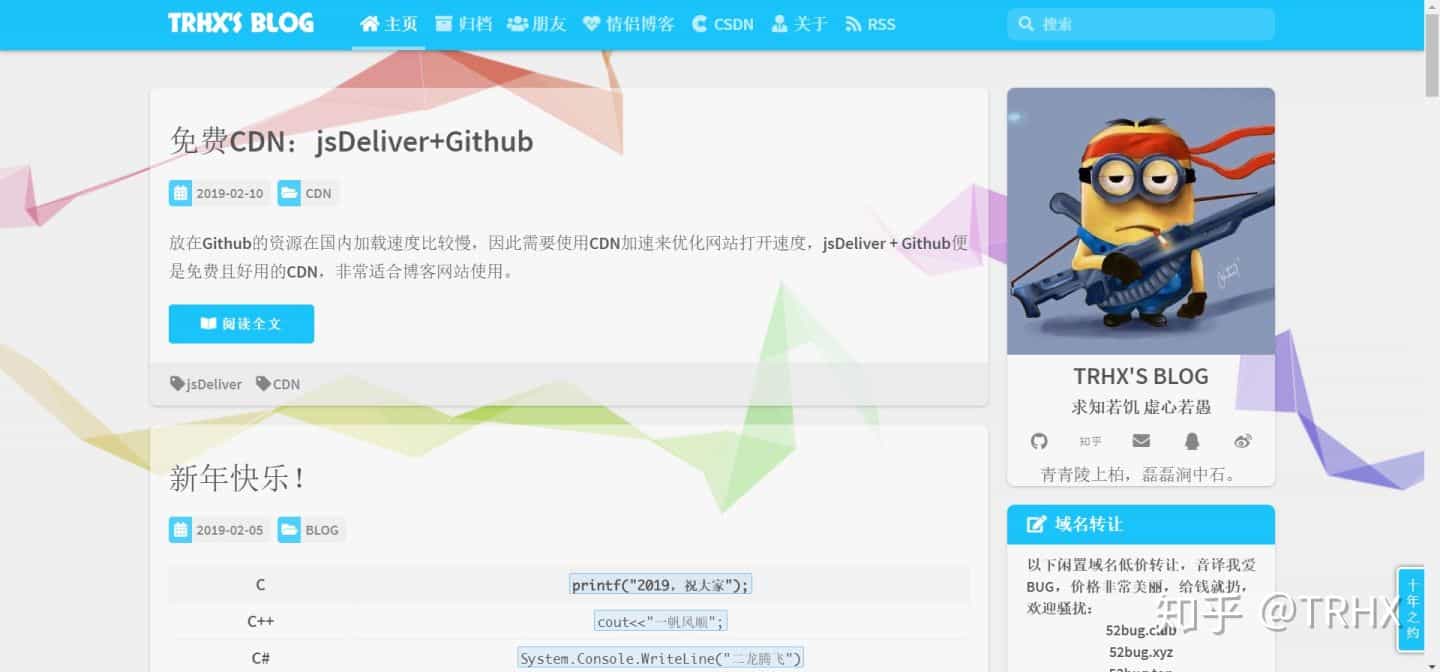 TRHX'S BLOG
主页 归档 朋友 情侣博客 CSDN 关于 RSS
搜索
免费CDN：jsDeliver+Github
2019-02-10 CDN
放在Github的资源在国内加载速度比较慢，因此需要使用CDN加速来优化网站打开速度，jsDeliver + Github便
是免费且好用的CDN，非常适合博客网站使用。
阅读全文
jsDeliver CDN
新年快乐！
2019-02-05 BLOG
C printf("2019，祝大家");
C++ cout<<"一帆风顺";
C# System.Console.WriteLine("二龙腾飞")
TRHX'S BLOG
求知若饥 虚心若愚
知乎
青青陵上柏，磊磊涧中石。
域名转让
以下闲置域名低价转让，音译我爱
BUG，价格非常美丽，给钱就扔，
欢迎骚扰：
52bug.club
52bug.xyz
十年之约
知乎 @TRHX